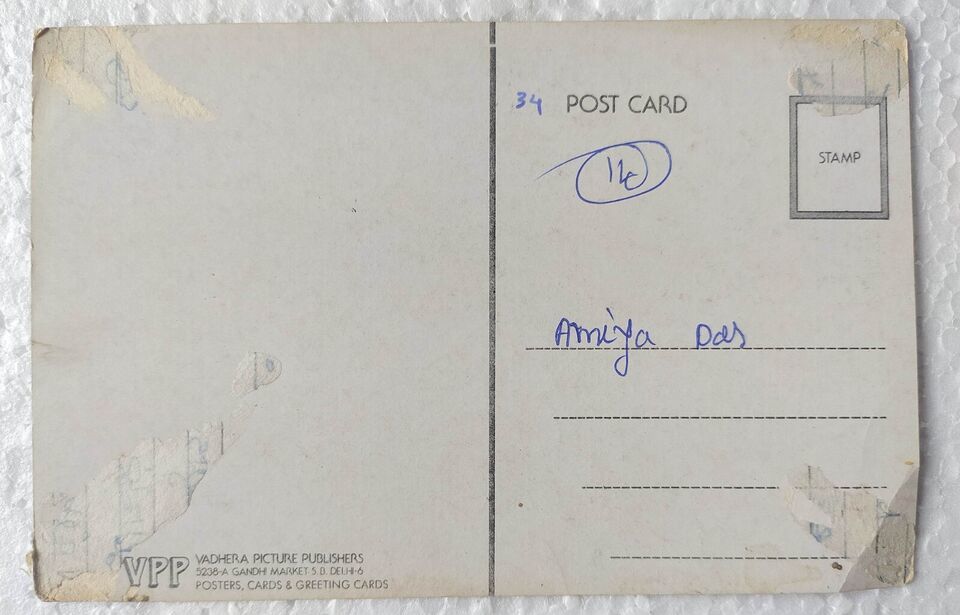 34 POST CARD
STAMP
Amiya Das
VPP VADHERA PICTURE PUBLISHERS
5238-A GANDHI MARKET S.B. DELHI-6
POSTERS, CARDS & GREETING CARDS